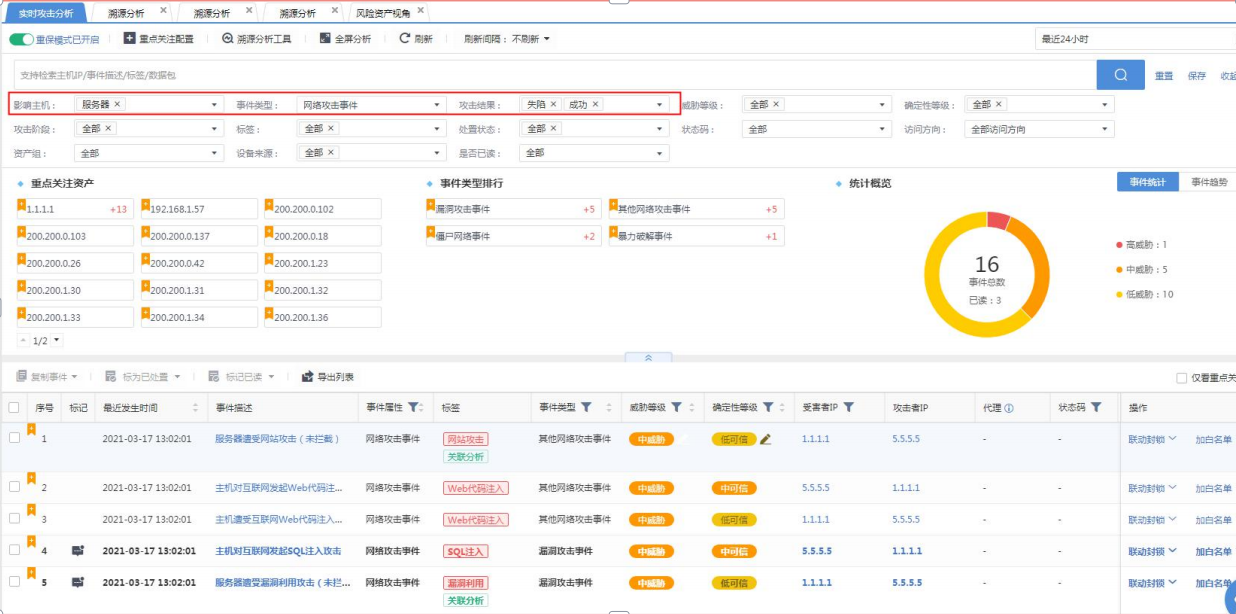 实时攻击分析 溯源分析 × 溯源分析 × 溯源分析 × 风险资产视角 ×
重保模式已开启 重点关注配置 溯源分析工具 全屏分析 刷新 刷新间隔：不刷新 最近24小时
支持检索主机IP/事件描述/标签/数据包 重置 保存 收起
影响主机： 服务器 × 事件类型： 网络攻击事件 攻击结果： 失陷 × 成功 × 威胁等级： 全部 × 确定性等级： 全部 ×
攻击阶段： 全部 × 标签： 全部 × 处置状态： 全部 × 状态码： 全部 访问方向： 全部访问方向
资产组： 全部 设备来源： 全部 × 是否已读： 全部
重点关注资产 事件类型排行 统计概览 事件统计 事件趋势
1.1.1.1 +13 192.168.1.57 200.200.0.102 漏洞攻击事件 +5 其他网络攻击事件 +5
200.200.0.103 200.200.0.137 200.200.0.18 僵尸网络事件 +2 暴力破解事件 +1
200.200.0.26 200.200.0.42 200.200.1.23
200.200.1.30 200.200.1.31 200.200.1.32
200.200.1.33 200.200.1.34 200.200.1.36
1/2
16
事件总数
已读：3
高威胁：1
中威胁：5
低威胁：10
复制事件 标为已处置 标记已读 导出列表 仅看重点关
序号 标记 最近发生时间 事件描述 事件属性 标签 事件类型 威胁等级 确定性等级 受害者IP 攻击者IP 代理 状态码 操作
1 2021-03-17 13:02:01 服务器遭受网站攻击（未拦截） 网络攻击事件 网站攻击 其他网络攻击事件 中威胁 低可信 1.1.1.1 5.5.5.5 - - 联动封锁 加白名单
关联分析
2 2021-03-17 13:02:01 主机对互联网发起Web代码注... 网络攻击事件 Web代码注入 其他网络攻击事件 中威胁 中可信 5.5.5.5 1.1.1.1 - - 联动封锁 加白名单
3 2021-03-17 13:02:01 主机遭受互联网Web代码注入... 网络攻击事件 Web代码注入 其他网络攻击事件 中威胁 低可信 1.1.1.1 5.5.5.5 - - 联动封锁 加白名单
4 2021-03-17 13:02:01 主机对互联网发起SQL注入攻击 网络攻击事件 SQL注入 漏洞攻击事件 中威胁 中可信 5.5.5.5 1.1.1.1 - - 联动封锁 加白名单
5 2021-03-17 13:02:01 服务器遭受漏洞利用攻击（未拦... 网络攻击事件 漏洞利用 漏洞攻击事件 中威胁 低可信 1.1.1.1 5.5.5.5 - - 联动封锁 加白名单
关联分析